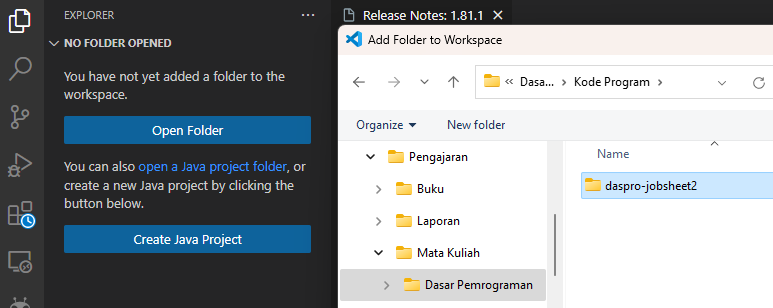 EXPLORER
NO FOLDER OPENED
You have not yet added a folder to the
workspace.
Open Folder
You can also open a Java project folder, or
create a new Java project by clicking the
button below.
Create Java Project
Release Notes: 1.81.1
Add Folder to Workspace
Dasa...
Kode Program
Organize
New folder
Pengajaran
Buku
Laporan
Mata Kuliah
Dasar Pemrograman
Name
daspro-jobsheet2